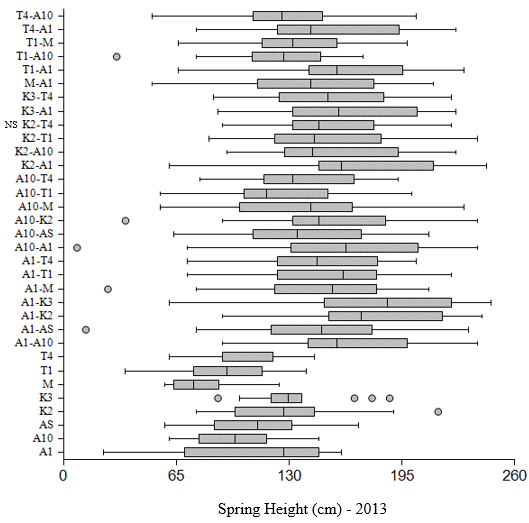 T4-A10
T4-A1
T1-M
T1-A10
T1-A1
M-A1
K3-T4
K3-A1
NS K2-T4
K2-T1
K2-A10
K2-A1
A10-T4
A10-T1
A10-M
A10-K2
A10-AS
A10-A1
A1-T4
A1-T1
A1-M
A1-K3
A1-K2
A1-AS
A1-A10
T4
T1
M
K3
K2
AS
A10
A1
0 65 130 195 260
Spring Height (cm) - 2013